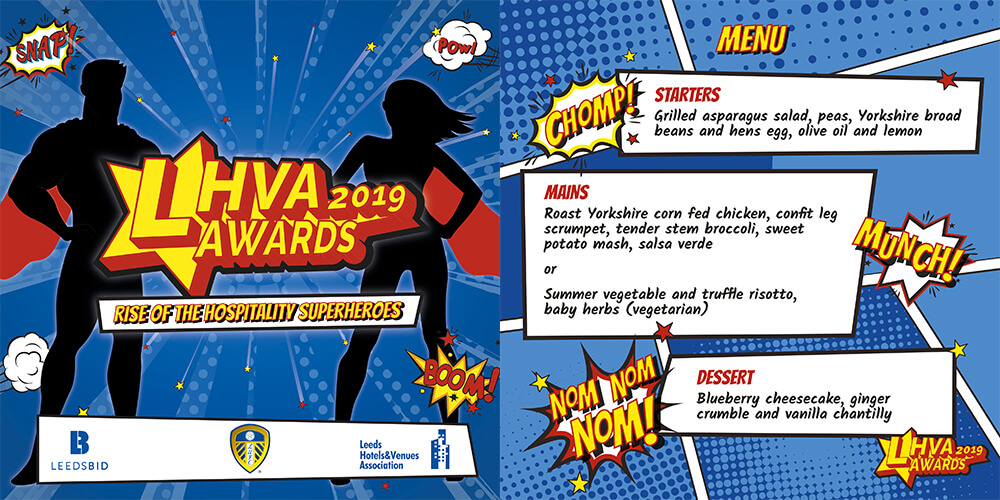 SNAP!
POW!
LHVA 2019
AWARDS
RISE OF THE HOSPITALITY SUPERHEROES
BOOM!
LEEDSBID
Leeds
Hotels&Venues
Association
MENU
CHOMP!
STARTERS
Grilled asparagus salad, peas, Yorkshire broad
beans and hens egg, olive oil and lemon
MAINS
Roast Yorkshire corn fed chicken, confit leg
scrumpet, tender stem broccoli, sweet
potato mash, salsa verde
or
Summer vegetable and truffle risotto,
baby herbs (vegetarian)
MUNCH!
NOM NOM
NOM!
DESSERT
Blueberry cheesecake, ginger
crumble and vanilla chantilly
LHVA 2019
AWARDS